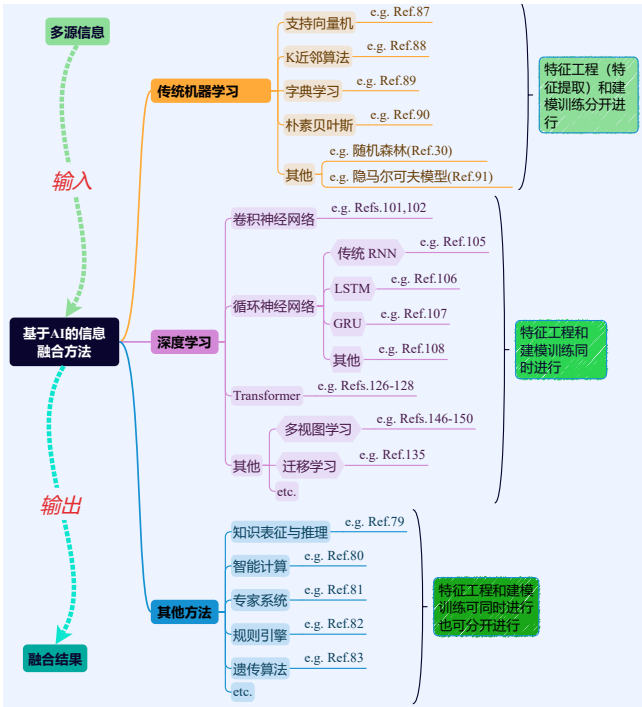 多源信息
输入
基于AI的信息
融合方法
输出
融合结果
传统机器学习
支持向量机
e.g. Ref.87
K近邻算法
e.g. Ref.88
字典学习
e.g. Ref.89
朴素贝叶斯
e.g. Ref.90
其他
e.g. 随机森林(Ref.30)
e.g. 隐马尔可夫模型(Ref.91)
特征工程（特
征提取）和建
模训练分开进
行
深度学习
卷积神经网络
e.g. Refs.101,102
循环神经网络
传统 RNN
e.g. Ref.105
LSTM
e.g. Ref.106
GRU
e.g. Ref.107
其他
e.g. Ref.108
Transformer
e.g. Refs.126-128
其他
多视图学习
e.g. Refs.146-150
迁移学习
e.g. Ref.135
etc.
特征工程和
建模训练同
时进行
其他方法
知识表征与推理
e.g. Ref.79
智能计算
e.g. Ref.80
专家系统
e.g. Ref.81
规则引擎
e.g. Ref.82
遗传算法
e.g. Ref.83
etc.
特征工程和建模
训练可同时进行
也可分开进行